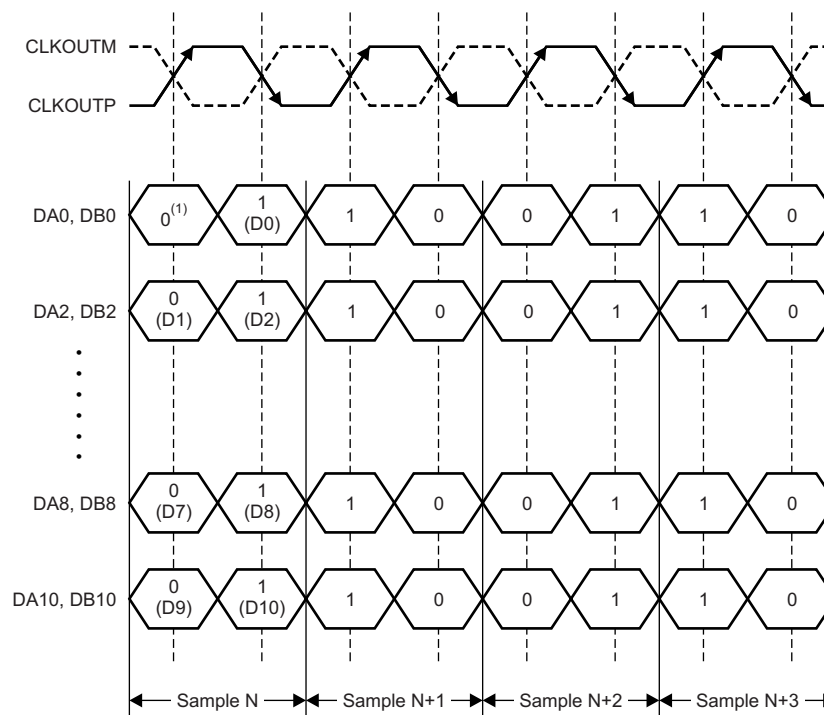 CLKOUTM
CLKOUTP
DA0, DB0
0(1)
1
(D0)
1
0
0
1
1
0
DA2, DB2
0
(D1)
1
(D2)
1
0
0
1
1
0
DA8, DB8
0
(D7)
1
(D8)
1
0
0
1
1
0
DA10, DB10
0
(D9)
1
(D10)
1
0
0
1
1
0
Sample N
Sample N+1
Sample N+2
Sample N+3